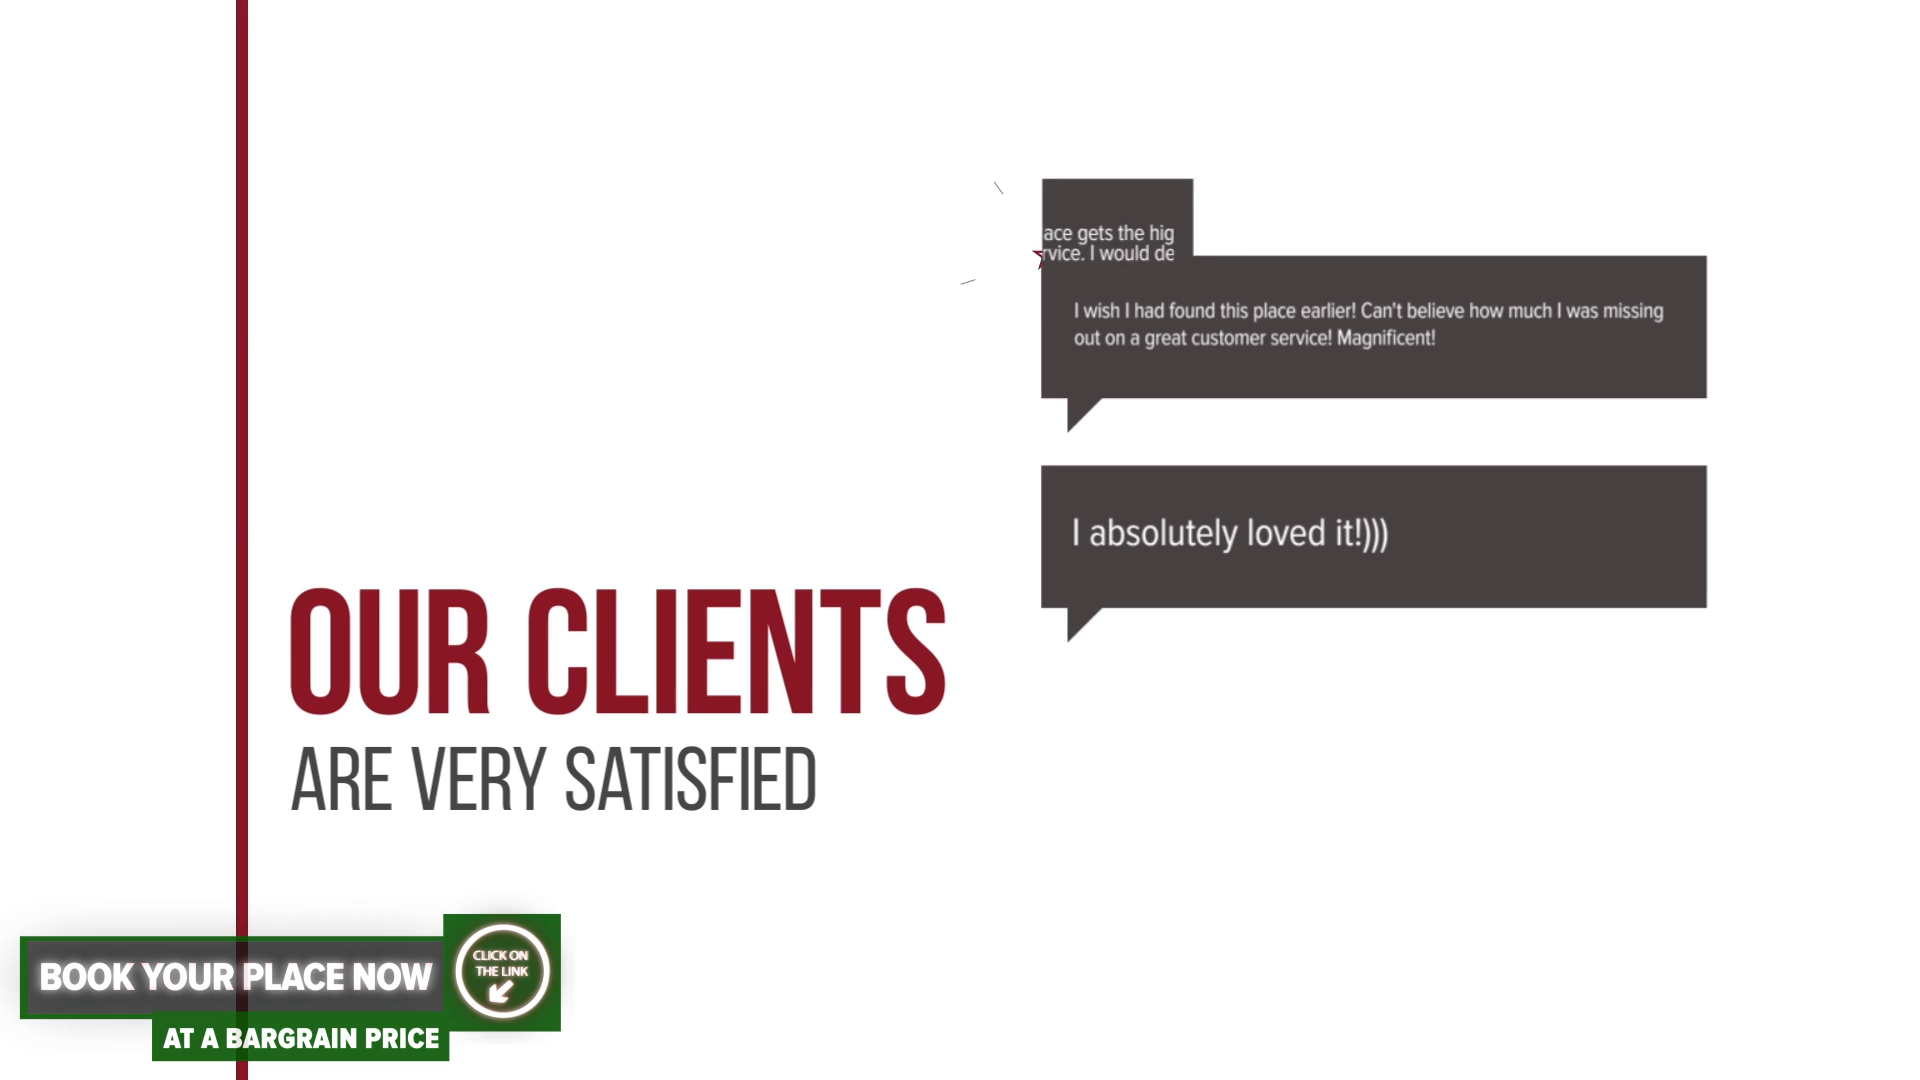 ace gets the hig
rvice. I would de
I wish I had found this place earlier! Can't believe how much I was missing
out on a great customer service! Magnificent!
I absolutely loved it!)))
OUR CLIENTS
ARE VERY SATISFIED
BOOK YOUR PLACE NOW
CLICK ON
THE LINK
AT A BARGRAIN PRICE